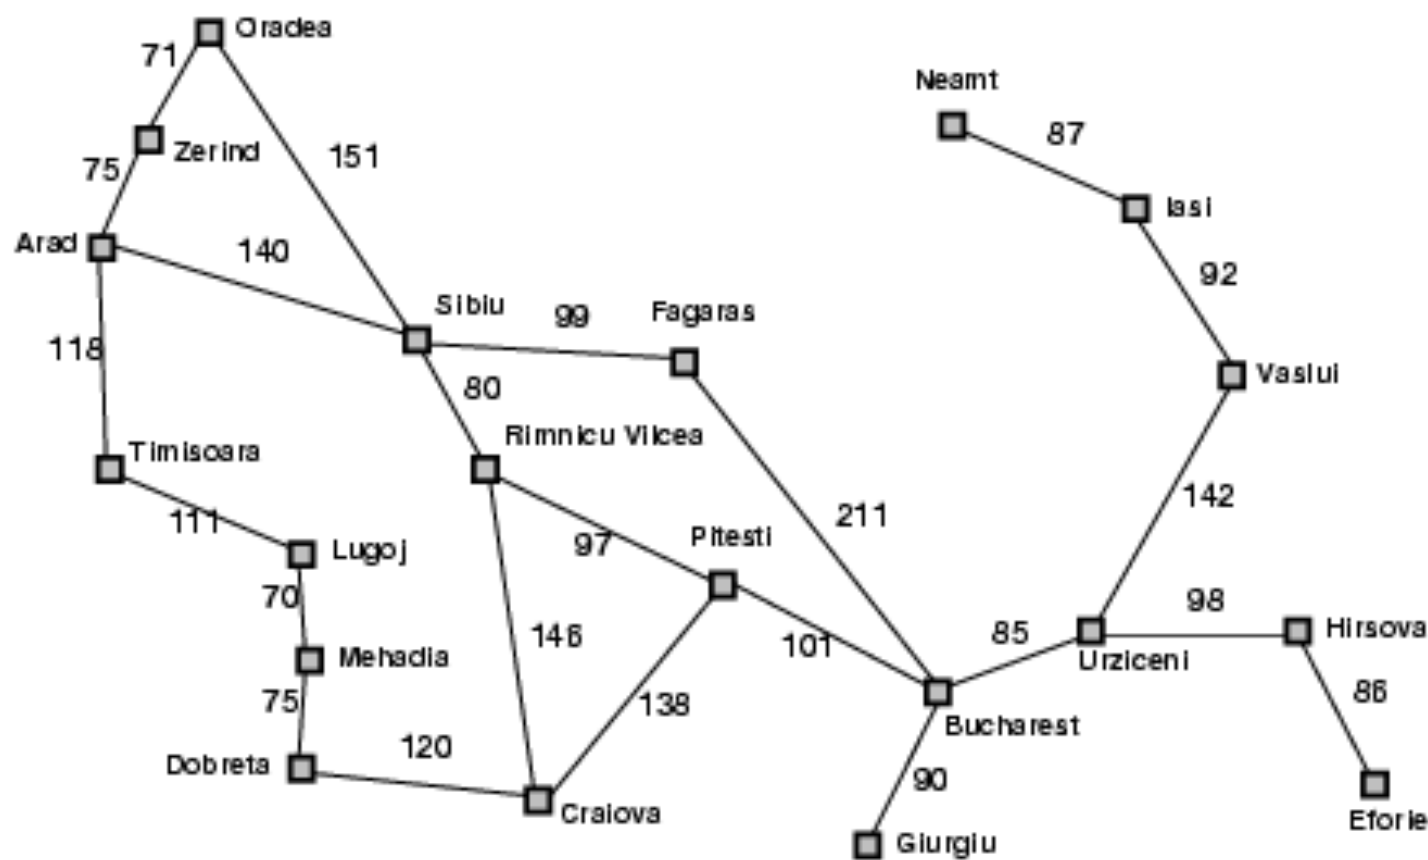 Oradea
71
Neamt
87
Zerind
151
75
Iasi
Arad
140
92
Sibiu
99
Fagaras
118
80
Vaslui
Timisoara
Rimnicu Vilcea
142
111
97
Pitesti
211
Lugoj
70
146
101
85
98
Hirsova
Mehadia
Urziceni
75
138
86
120
Bucharest
Dobreta
90
Craiova
Eforie
Giurgiu